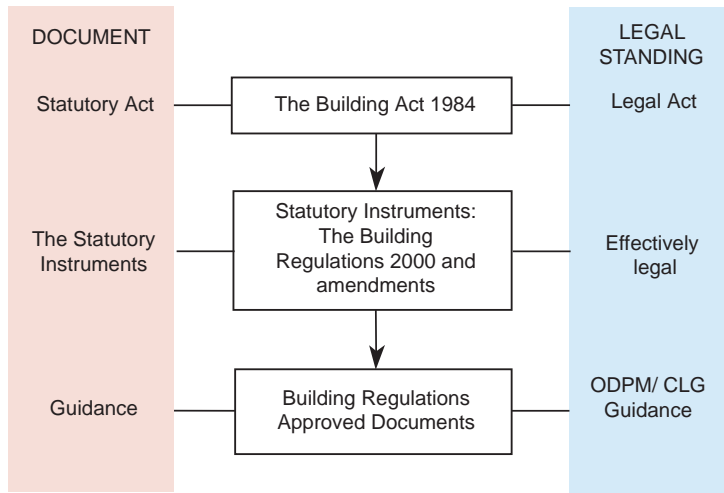 DOCUMENT
LEGAL
STANDING
Statutory Act
The Building Act 1984
Legal Act
The Statutory
Instruments
Statutory Instruments:
The Building
Regulations 2000 and
amendments
Effectively
legal
Guidance
Building Regulations
Approved Documents
ODPM/ CLG
Guidance